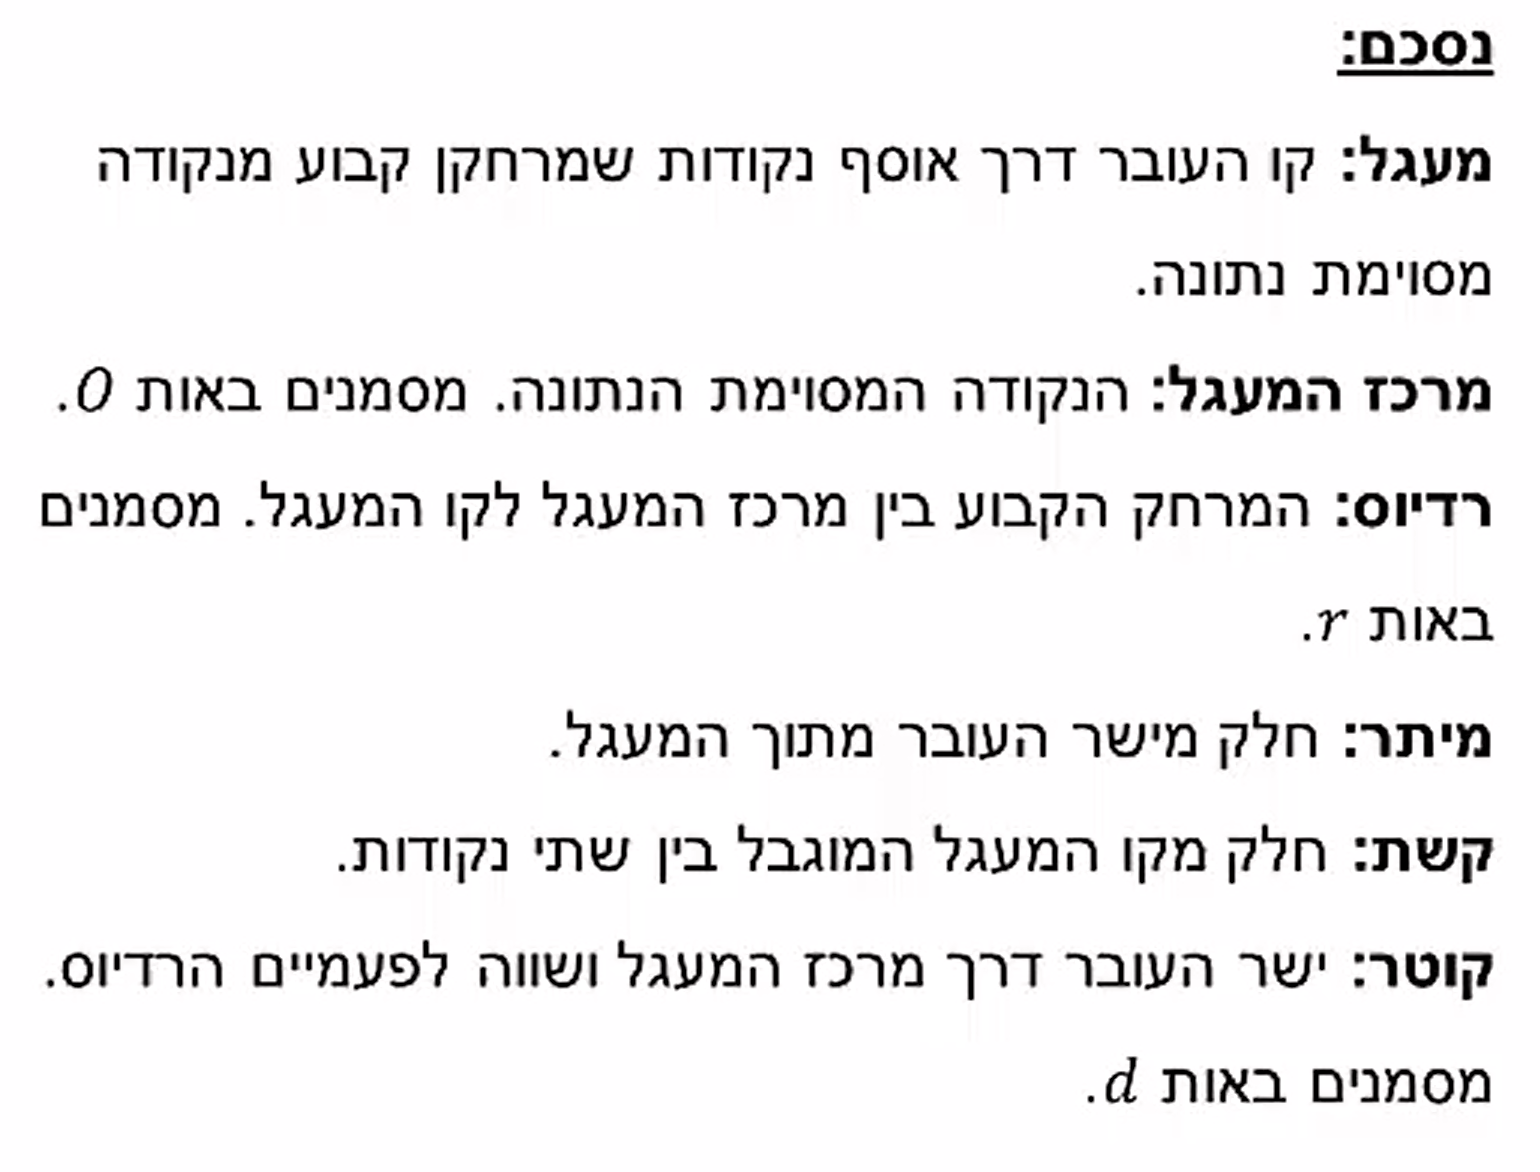 נסכם:
מעגל: קו העובר דרך אוסף נקודות שמרחקן קבוע מנקודה
מסוימת נתונה.
מרכז המעגל: הנקודה המסוימת הנתונה. מסמנים באות O.
רדיוס: המרחק הקבוע בין מרכז המעגל לקו המעגל. מסמנים
באות r.
מיתר: חלק מישר העובר מתוך המעגל.
קשת: חלק מקו המעגל המוגבל בין שתי נקודות.
קוטר: ישר העובר דרך מרכז המעגל ושווה לפעמיים הרדיוס.
מסמנים באות d.